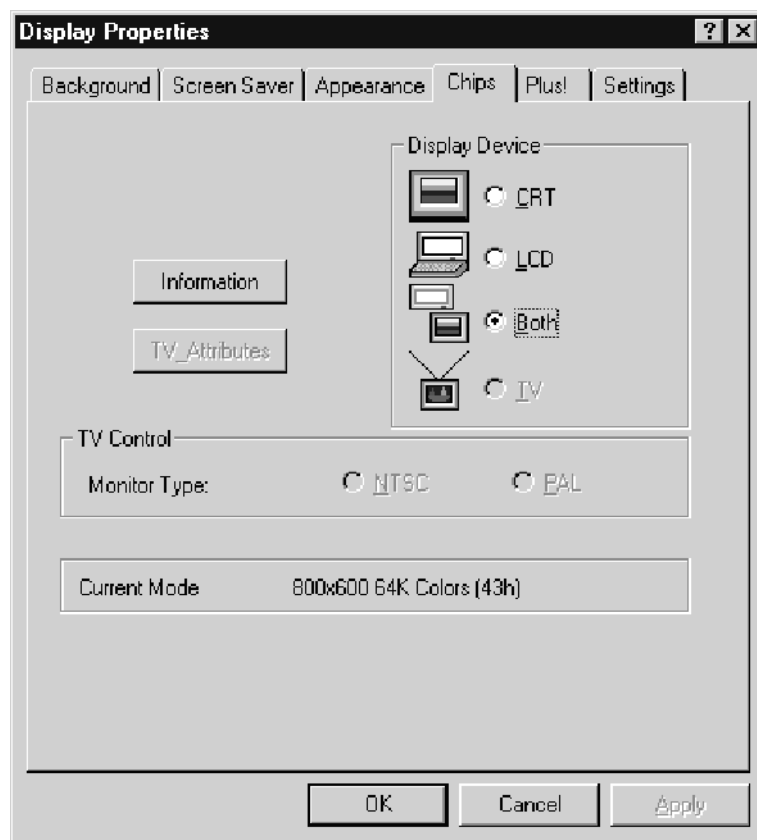 Display Properties
Background Screen Saver Appearance Chips Plus! Settings
Display Device
CRT
LCD
Information
Both
TV_Attributes
TV
TV Control
Monitor Type: NTSC PAL
Current Mode 800x600 64K Colors (43h)
OK Cancel Apply